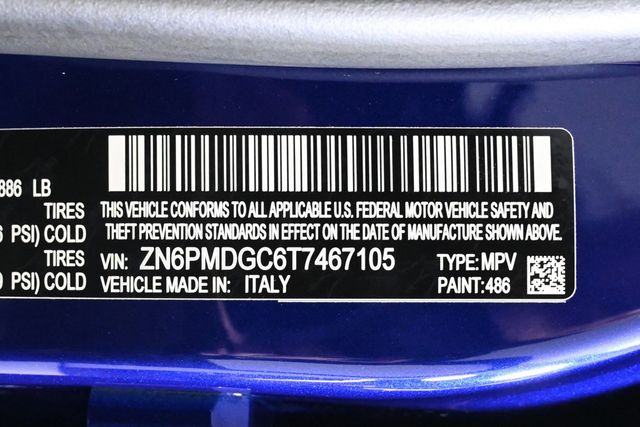 886 LB
TIRES
PSI) COLD
TIRES
PSI) COLD
THIS VEHICLE CONFORMS TO ALL APPLICABLE U.S. FEDERAL MOTOR VEHICLE SAFETY AND
THEFT PREVENTION STANDARDS IN EFFECT ON THE DATE OF MANUFACTURE SHOWN ABOVE.
VIN: ZN6PMDGC6T7467105 TYPE: MPV
VEHICLE MADE IN: ITALY PAINT: 486